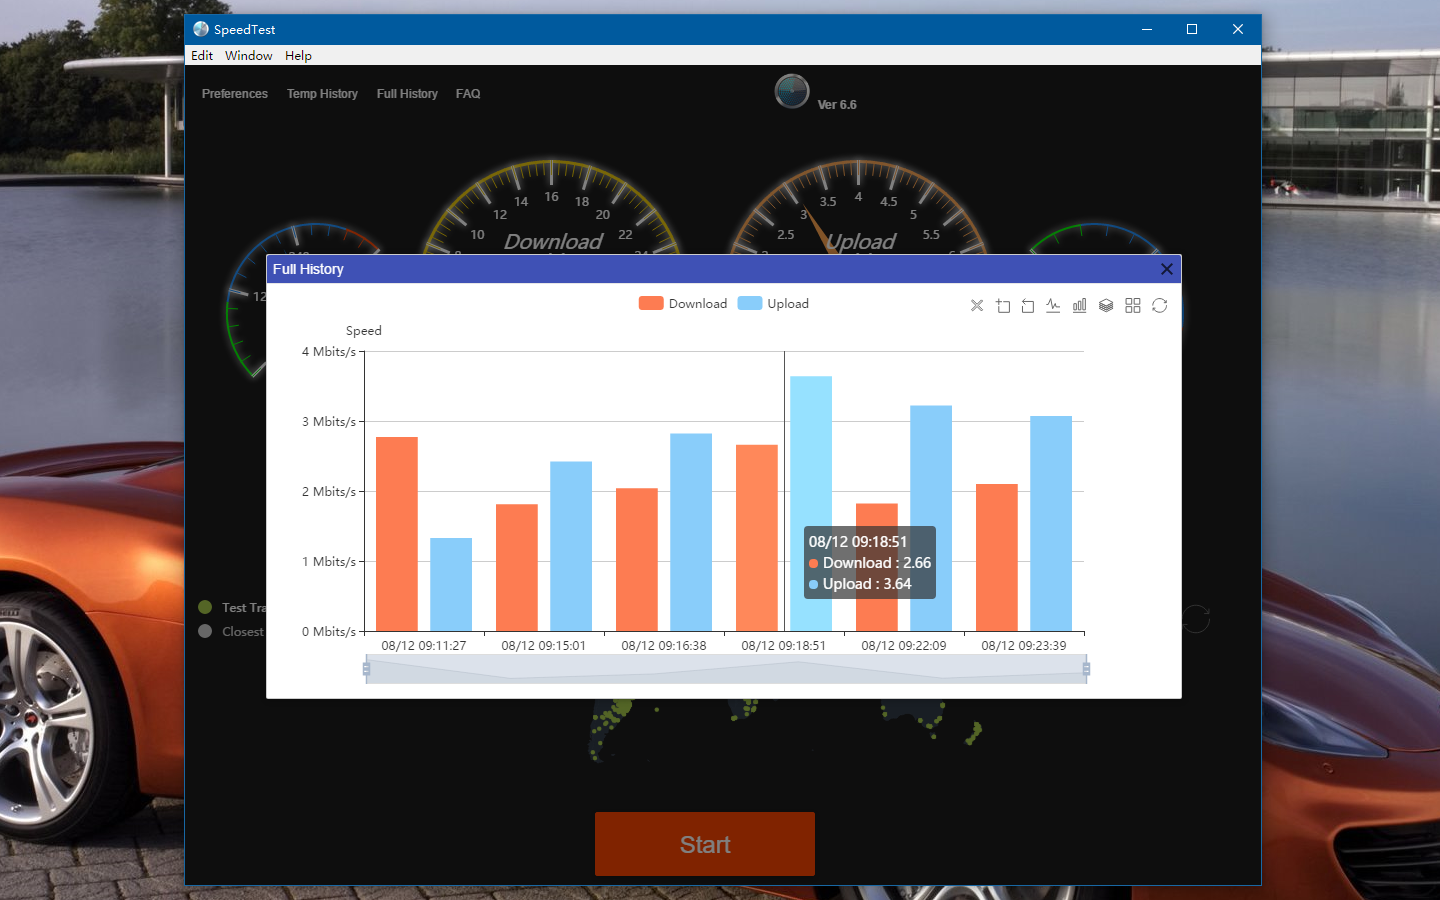 SpeedTest
Edit Window Help
Preferences Temp History Full History FAQ
Ver 6.6
10 12 14 16 18 20 22
Download
2.5 3 3.5 4 4.5 5 5.5
Upload
12
Full History
Download Upload
Speed
4 Mbits/s
3 Mbits/s
2 Mbits/s
1 Mbits/s
0 Mbits/s
08/12 09:18:51
Download : 2.66
Upload : 3.64
08/12 09:11:27 08/12 09:15:01 08/12 09:16:38 08/12 09:18:51 08/12 09:22:09 08/12 09:23:39
Test Tra
Closest
Start